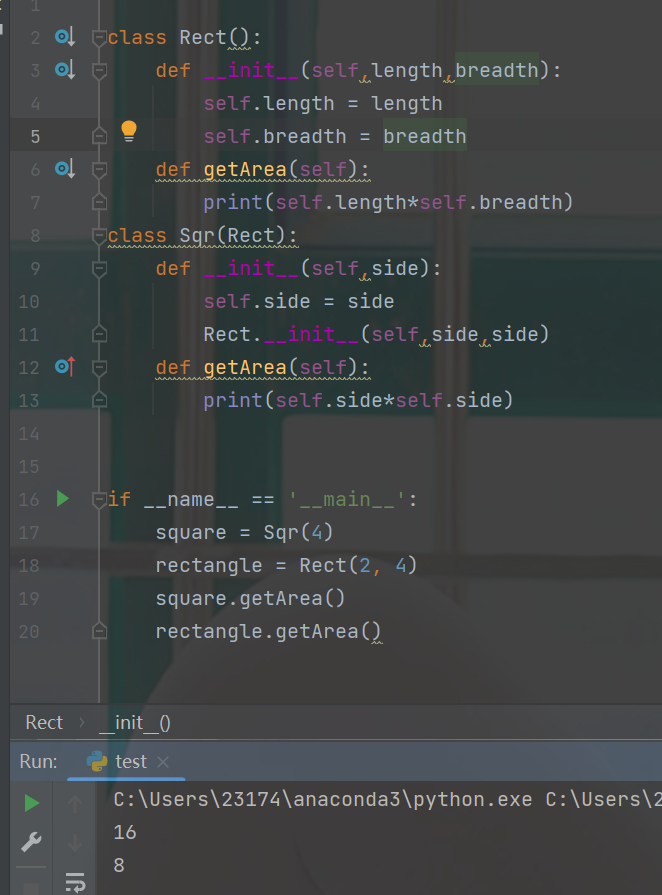 1
2 class Rect():
3 def __init__(self,length,breadth):
4 self.length = length
5 self.breadth = breadth
6 def getArea(self):
7 print(self.length*self.breadth)
8 class Sqr(Rect):
9 def __init__(self,side):
10 self.side = side
11 Rect.__init__(self,side,side)
12 def getArea(self):
13 print(self.side*self.side)
14
15
16 if __name__ == '__main__':
17 square = Sqr(4)
18 rectangle = Rect(2, 4)
19 square.getArea()
20 rectangle.getArea()
Rect › __init__()
Run: test ×
C:\Users\23174\anaconda3\python.exe C:\Users\2
16
8